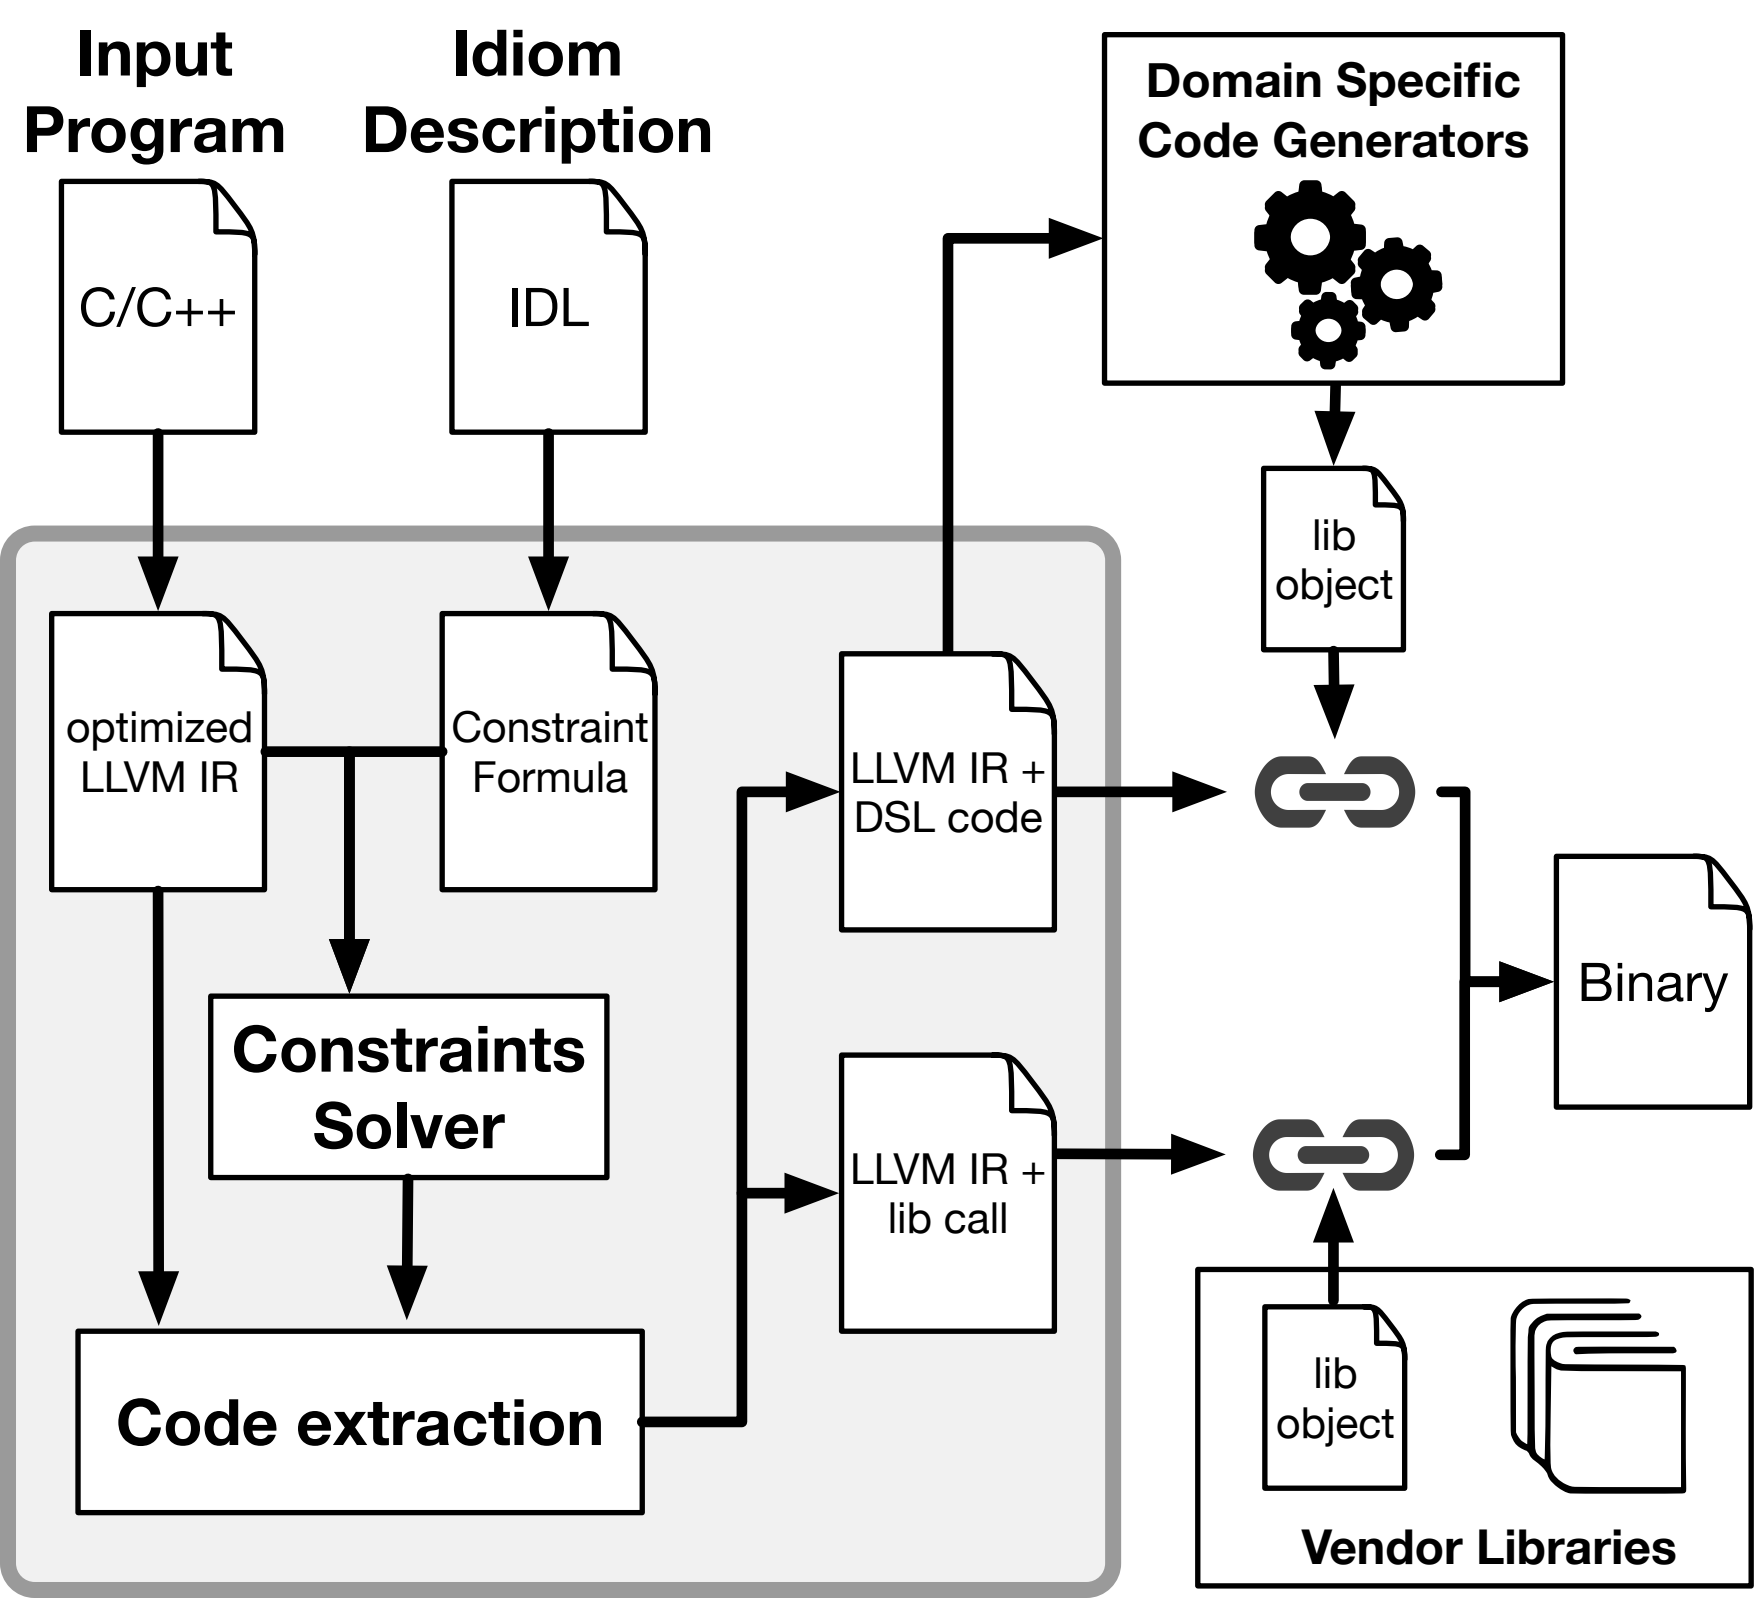 Input
Program
Idiom
Description
Domain Specific
Code Generators
C/C++
IDL
lib
object
optimized
LLVM IR
Constraint
Formula
LLVM IR +
DSL code
Binary
Constraints
Solver
LLVM IR +
lib call
Code extraction
lib
object
Vendor Libraries